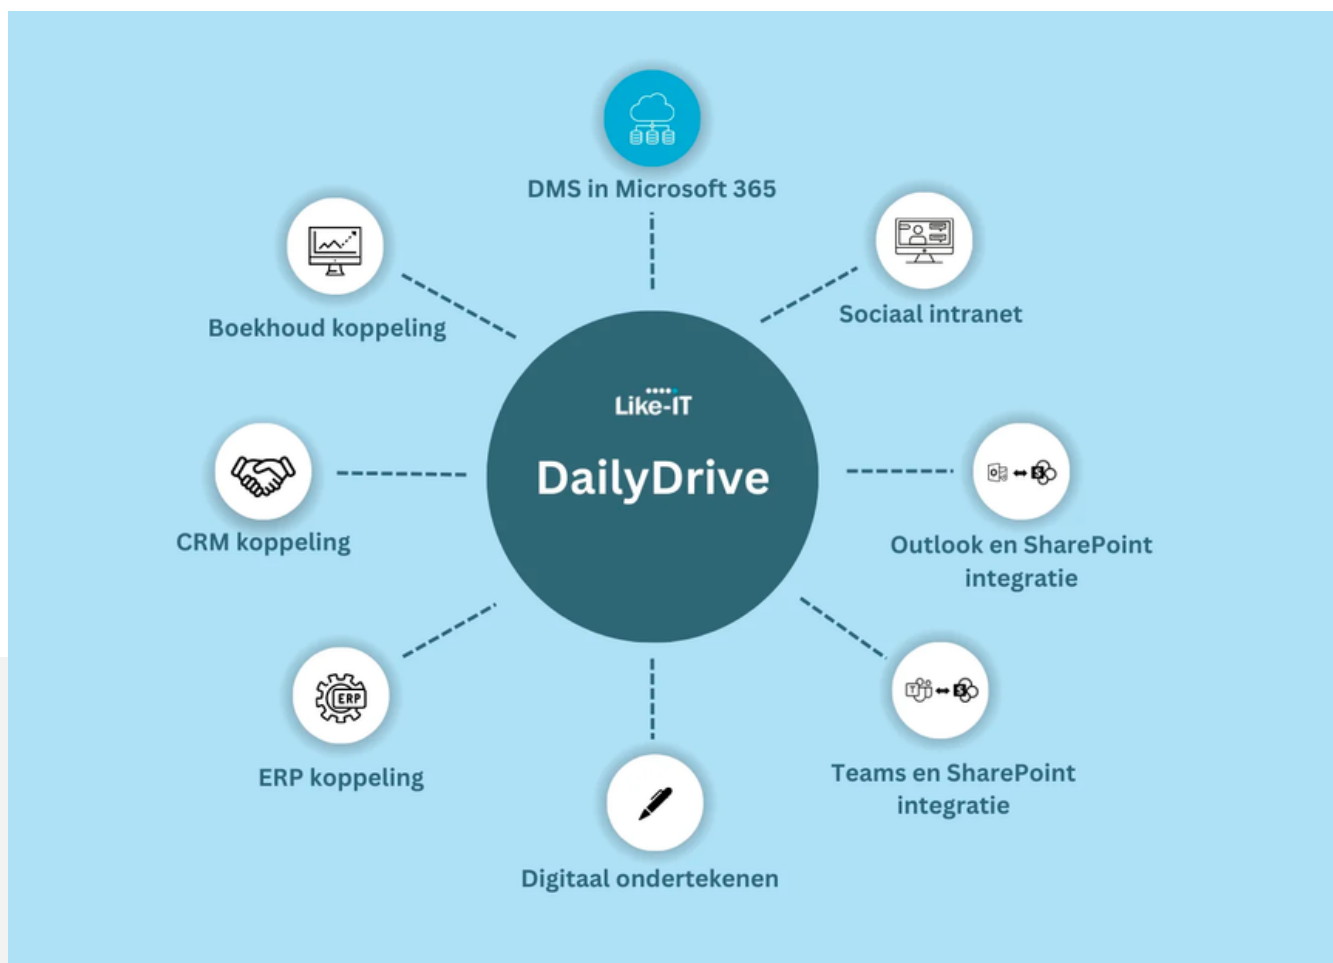 DMS in Microsoft 365
Sociaal intranet
Boekhoud koppeling
Like-IT
DailyDrive
CRM koppeling
Outlook en SharePoint
integratie
ERP
ERP koppeling
Teams en SharePoint
integratie
Digitaal ondertekenen